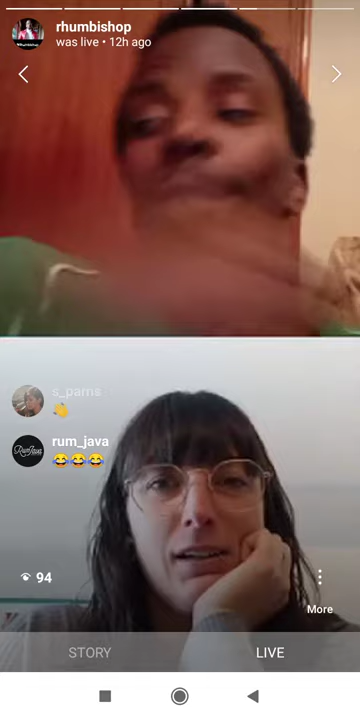 rhumbishop
was live • 12h ago
s_pams
rum_java
94
More
STORY
LIVE